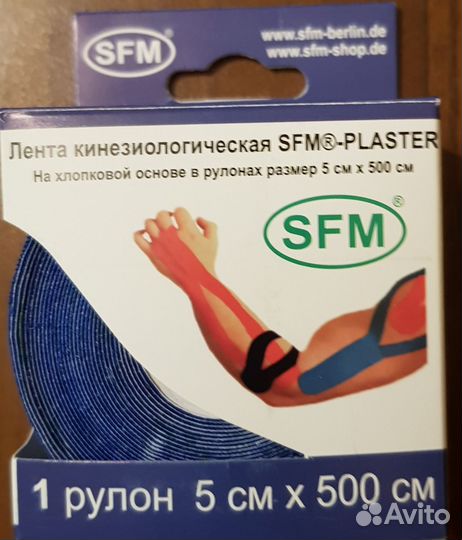 SFM®
www.sfm-berlin.de
www.sfm-shop.de
Лента кинезиологическая SFM®-PLASTER
На хлопковой основе в рулонах размер 5 см х 500 см
SFM®
1 рулон 5 см х 500 см
Avito